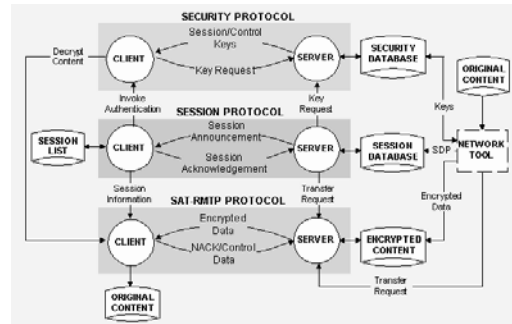 SECURITY PROTOCOL
Decrypt
Content
CLIENT
Session/Control
Keys
Key Request
SERVER
SECURITY
DATABASE
ORIGINAL
CONTENT
Invoke
Authentication
Key
Request
Keys
SESSION PROTOCOL
SESSION
LIST
CLIENT
Session
Announcement
Session
Acknowledgement
SERVER
SESSION
DATABASE
SDP
NETWORK
TOOL
Session
Information
Transfer
Request
Encrypted
Data
SAT-RMTP PROTOCOL
CLIENT
Encrypted
Data
NACK/Control
Data
SERVER
ENCRYPTED
CONTENT
Transfer
Request
ORIGINAL
CONTENT